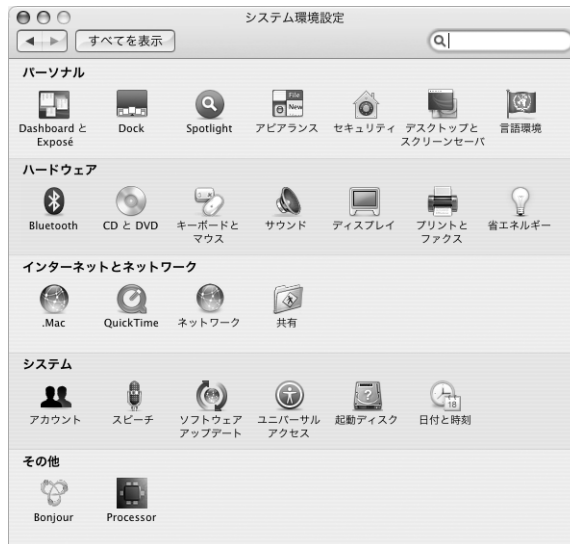 システム環境設定
すべてを表示
パーソナル
Dashboard と Exposé
Dock
Spotlight
アピアランス
セキュリティ
デスクトップと スクリーンセーバ
言語環境
ハードウェア
Bluetooth
CD と DVD
キーボードと マウス
サウンド
ディスプレイ
プリントと ファクス
省エネルギー
インターネットとネットワーク
.Mac
QuickTime
ネットワーク
共有
システム
アカウント
スピーチ
ソフトウェア アップデート
ユニバーサル アクセス
起動ディスク
日付と時刻
その他
Bonjour
Processor
File
New
18